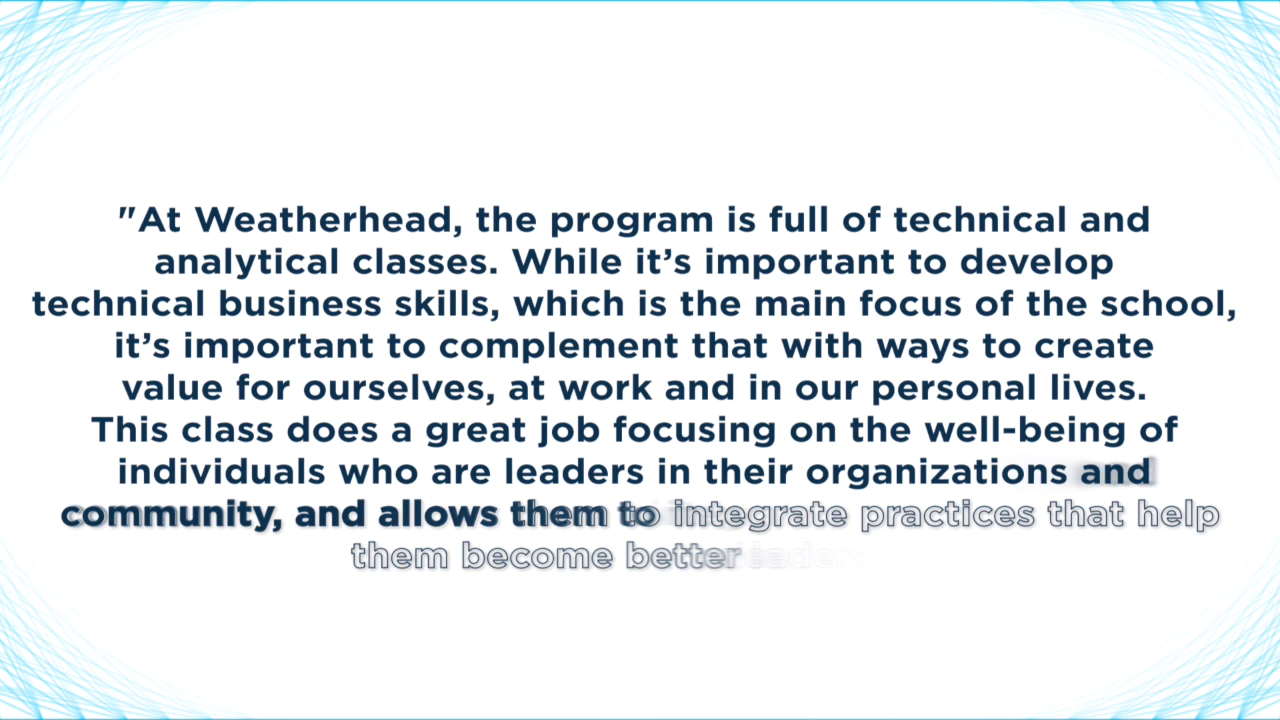 "At Weatherhead, the program is full of technical and
analytical classes. While it’s important to develop
technical business skills, which is the main focus of the school,
it’s important to complement that with ways to create
value for ourselves, at work and in our personal lives.
This class does a great job focusing on the well-being of
individuals who are leaders in their organizations and
community, and allows them to integrate practices that help
them become better leaders.